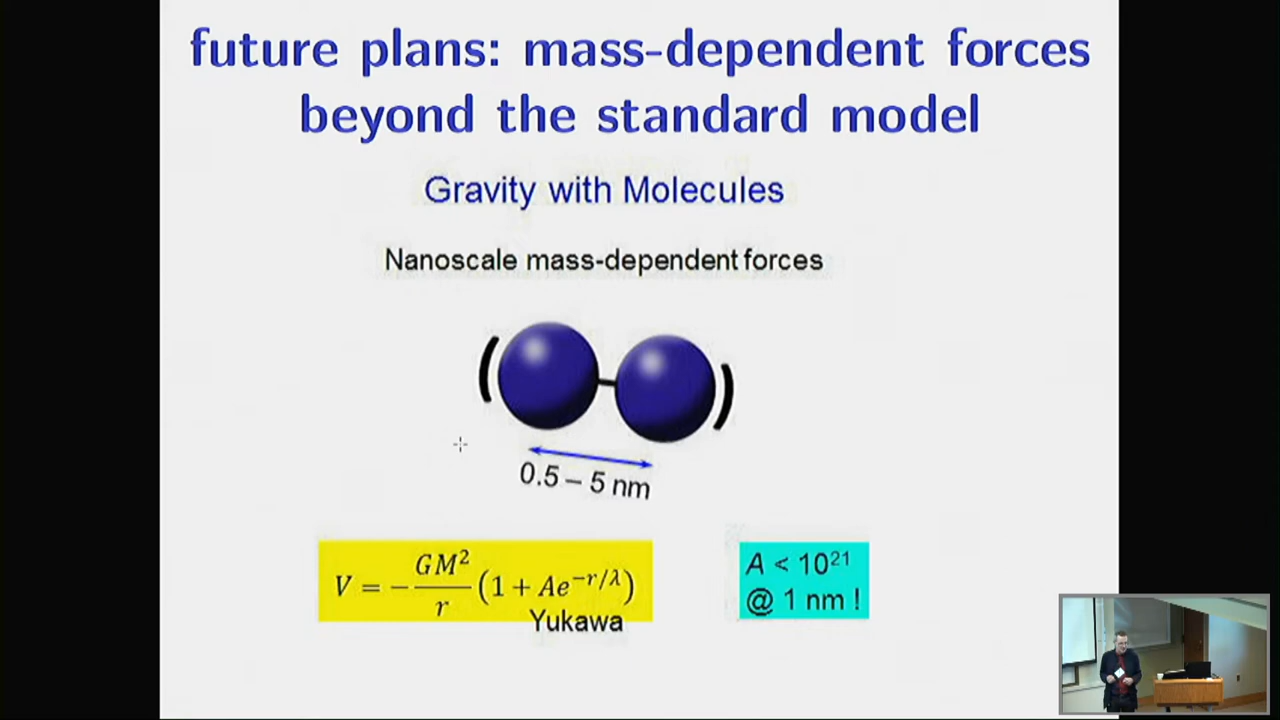 future plans: mass-dependent forces
beyond the standard model
Gravity with Molecules
Nanoscale mass-dependent forces
0.5 – 5 nm
V = −GM²/r (1 + Ae^{−r/λ})
Yukawa
A < 10²¹
@ 1 nm !